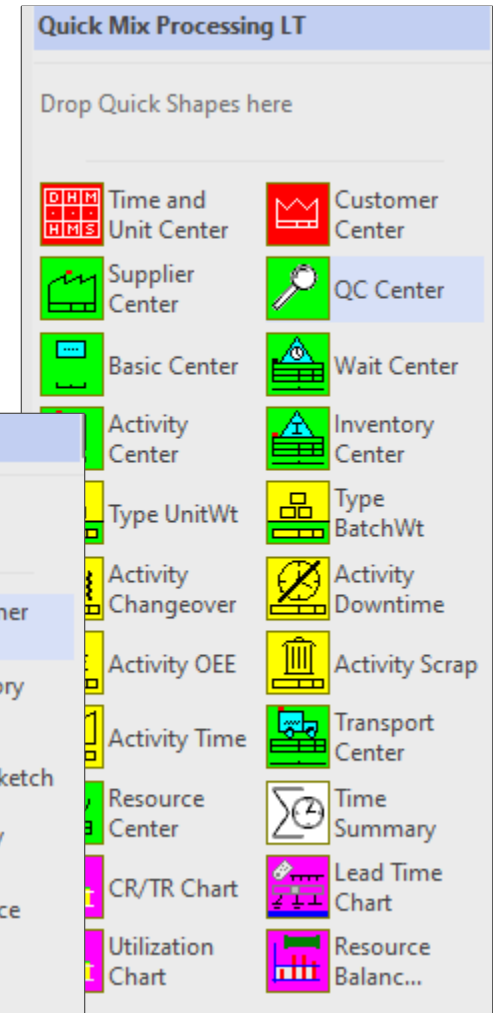 Quick Mix Processing LT
Drop Quick Shapes here
D H M
H M S
Time and
Unit Center
Customer
Center
Supplier
Center
QC Center
Basic Center
Wait Center
Activity
Center
I
Inventory
Center
Type UnitWt
Type
BatchWt
Activity
Changeover
Activity
Downtime
Activity OEE
Activity Scrap
Activity Time
Transport
Center
Resource
Center
Time
Summary
CR/TR Chart
Lead Time
Chart
Utilization
Chart
Resource
Balanc...